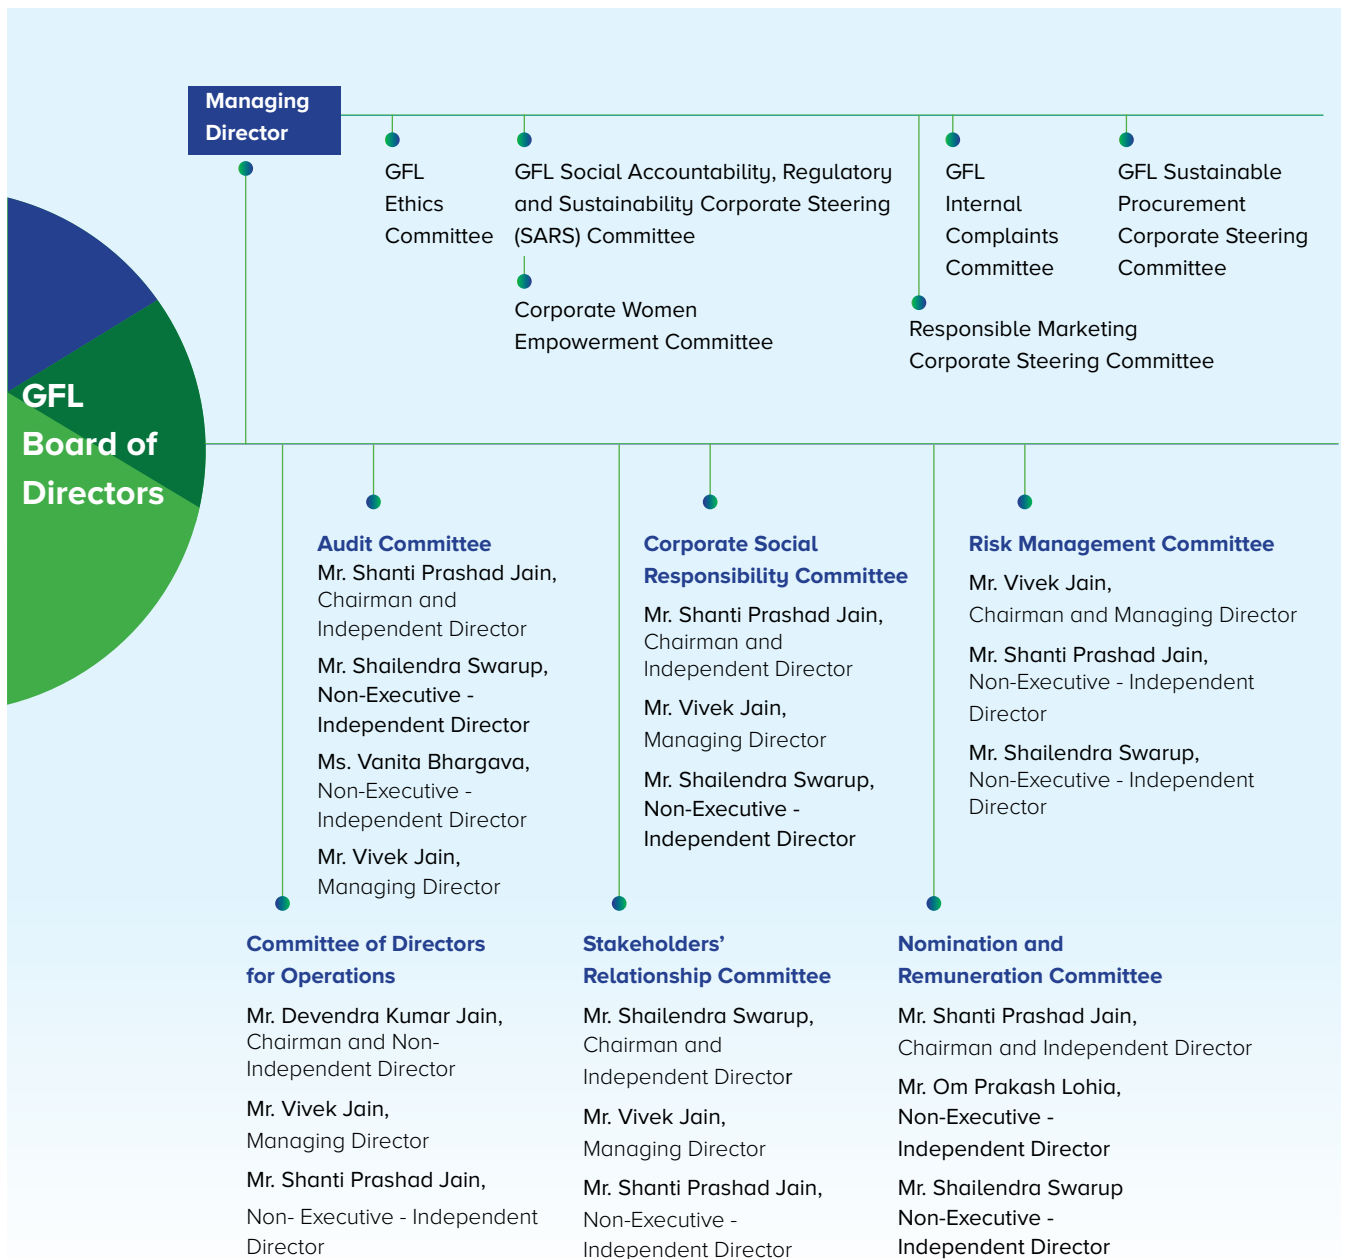 Managing
Director
GFL
Ethics
Committee
GFL Social Accountability, Regulatory
and Sustainability Corporate Steering
(SARS) Committee
Corporate Women
Empowerment Committee
GFL
Internal
Complaints
Committee
GFL Sustainable
Procurement
Corporate Steering
Committee
Responsible Marketing
Corporate Steering Committee
GFL
Board of
Directors
Audit Committee
Mr. Shanti Prashad Jain,
Chairman and
Independent Director
Mr. Shailendra Swarup,
Non-Executive -
Independent Director
Ms. Vanita Bhargava,
Non-Executive -
Independent Director
Mr. Vivek Jain,
Managing Director
Corporate Social
Responsibility Committee
Mr. Shanti Prashad Jain,
Chairman and
Independent Director
Mr. Vivek Jain,
Managing Director
Mr. Shailendra Swarup,
Non-Executive -
Independent Director
Risk Management Committee
Mr. Vivek Jain,
Chairman and Managing Director
Mr. Shanti Prashad Jain,
Non-Executive - Independent
Director
Mr. Shailendra Swarup,
Non-Executive - Independent
Director
Committee of Directors
for Operations
Mr. Devendra Kumar Jain,
Chairman and Non-
Independent Director
Mr. Vivek Jain,
Managing Director
Mr. Shanti Prashad Jain,
Non- Executive - Independent
Director
Stakeholders’
Relationship Committee
Mr. Shailendra Swarup,
Chairman and
Independent Director
Mr. Vivek Jain,
Managing Director
Mr. Shanti Prashad Jain,
Non-Executive -
Independent Director
Nomination and
Remuneration Committee
Mr. Shanti Prashad Jain,
Chairman and Independent Director
Mr. Om Prakash Lohia,
Non-Executive -
Independent Director
Mr. Shailendra Swarup
Non-Executive -
Independent Director